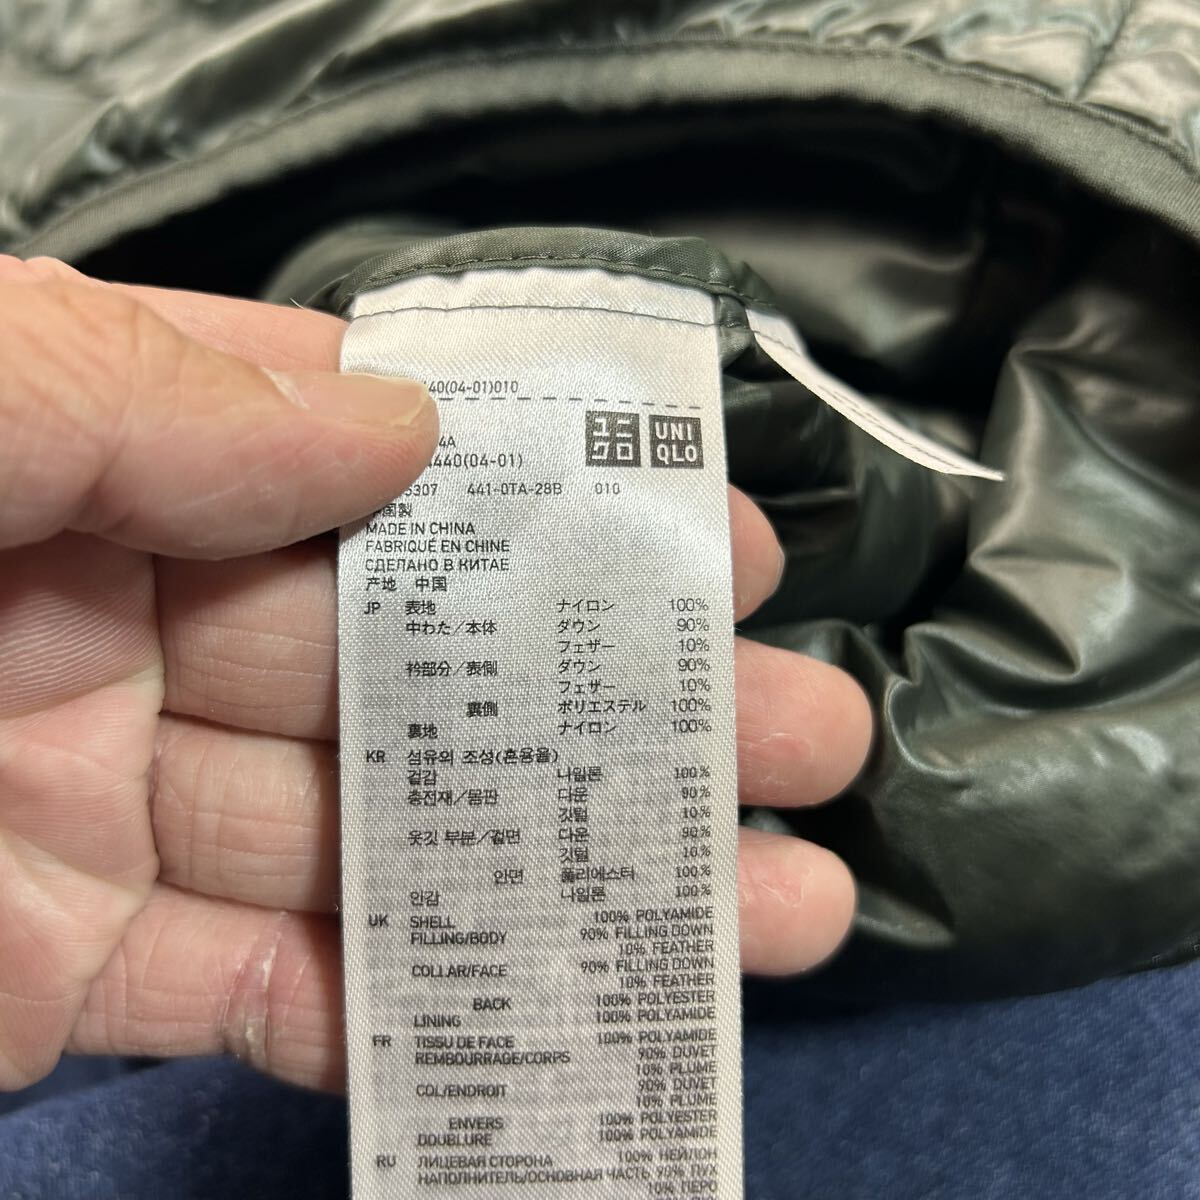 40(04-01)010
4A
4440(04-01)
5307 441-0TA-28B 010
ユニ
クロ
UNI
QLO
中国製
MADE IN CHINA
FABRIQUÉ EN CHINE
СДЕЛАНО В КИТАЕ
产地 中国
JP 表地 ナイロン 100%
中わた/本体 ダウン 90%
フェザー 10%
衿部分/表側 ダウン 90%
フェザー 10%
裏側 ポリエステル 100%
裏地 ナイロン 100%
KR 섬유의 조성(혼용율)
겉감 나일론 100%
충전재/몸판 다운 90%
깃털 10%
옷깃 부분/겉면 다운 90%
깃털 10%
안면 폴리에스터 100%
안감 나일론 100%
UK SHELL 100% POLYAMIDE
FILLING/BODY 90% FILLING DOWN
10% FEATHER
COLLAR/FACE 90% FILLING DOWN
10% FEATHER
BACK 100% POLYESTER
LINING 100% POLYAMIDE
FR TISSU DE FACE 100% POLYAMIDE
REMBOURRAGE/CORPS 90% DUVET
10% PLUME
COL/ENDROIT 90% DUVET
10% PLUME
ENVERS 100% POLYESTER
DOUBLURE 100% POLYAMIDE
RU ЛИЦЕВАЯ СТОРОНА 100% НЕЙЛОН
НАПОЛНИТЕЛЬ/ОСНОВНАЯ ЧАСТЬ 90% ПУХ
10% ПЕРО